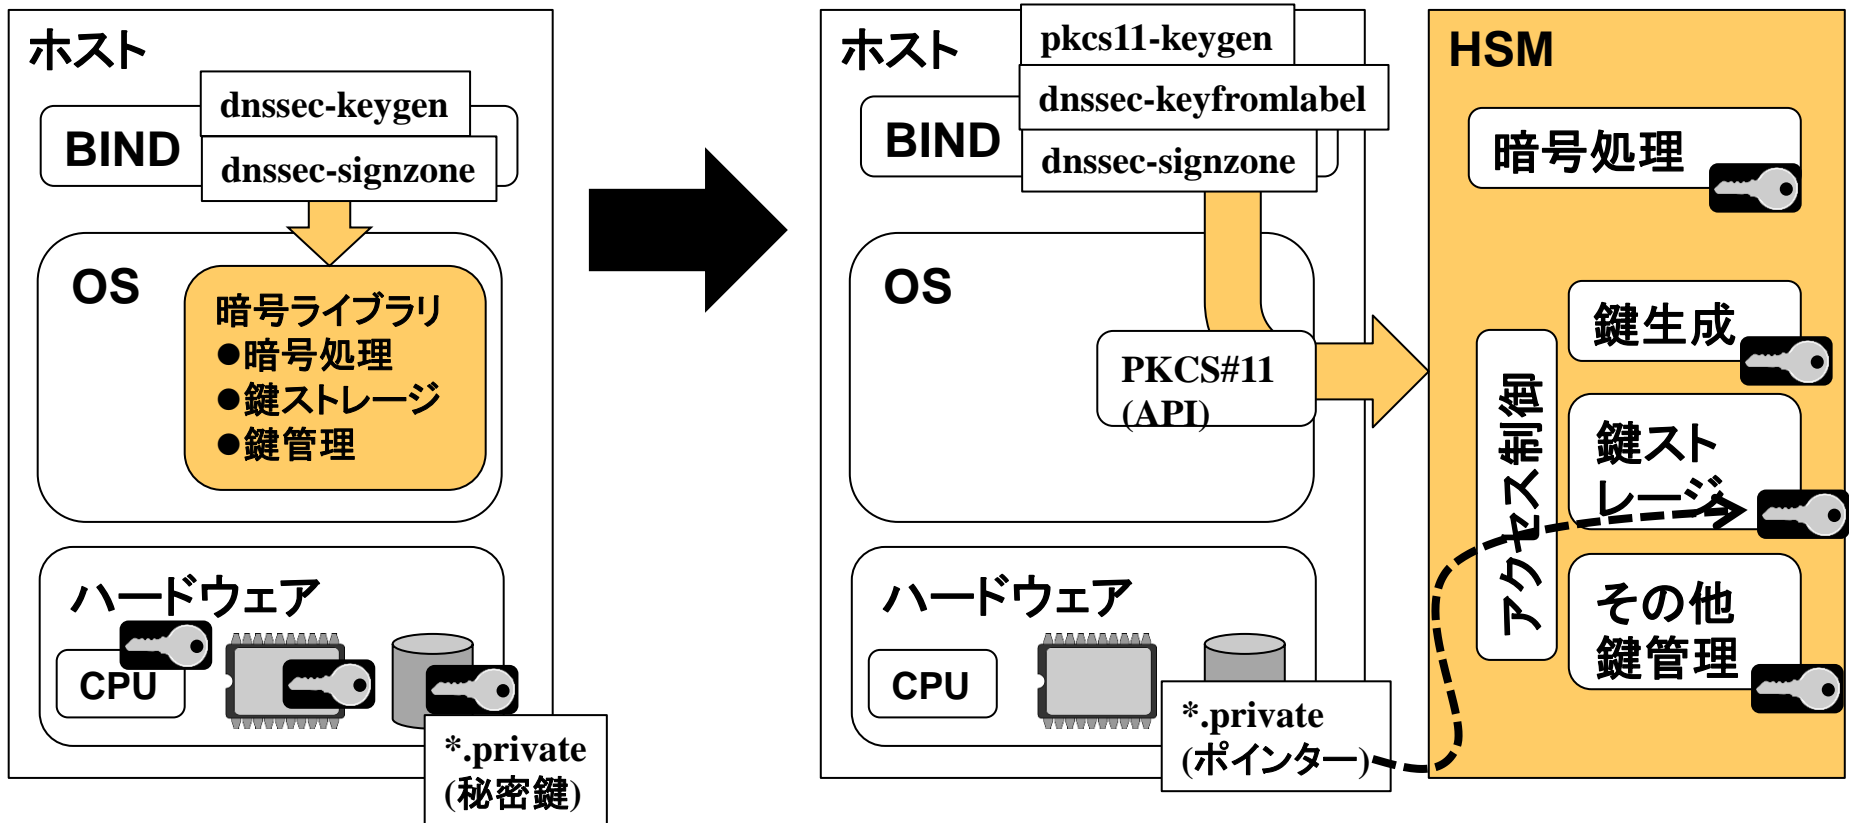 ホスト
BIND
dnssec-keygen
dnssec-signzone
OS
暗号ライブラリ
●暗号処理
●鍵ストレージ
●鍵管理
ハードウェア
CPU
*.private
(秘密鍵)
ホスト
pkcs11-keygen
dnssec-keyfromlabel
BIND
dnssec-signzone
OS
PKCS#11
(API)
ハードウェア
CPU
*.private
(ポインター)
HSM
暗号処理
アクセス制御
鍵生成
鍵スト
レージ
その他
鍵管理